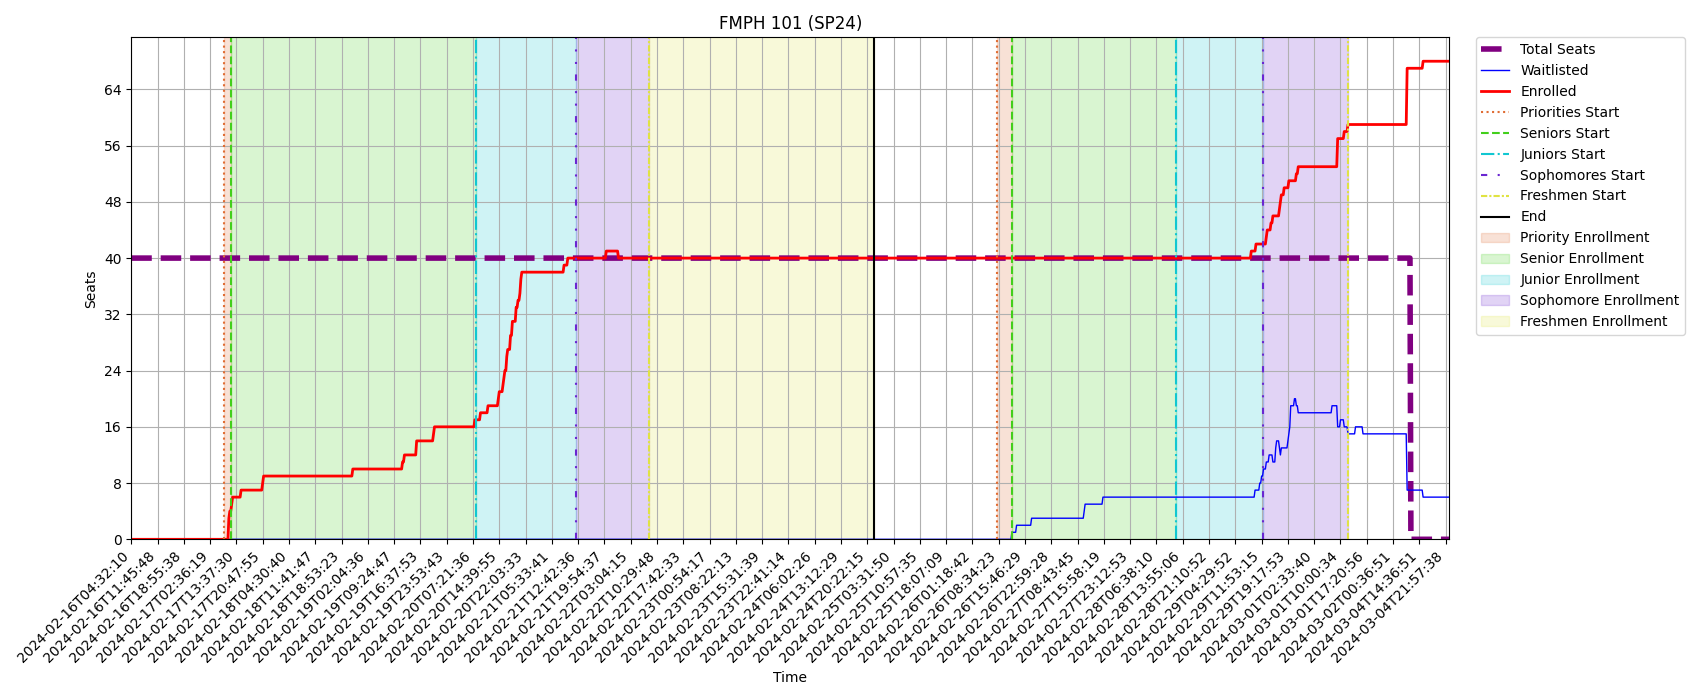 FMPH 101 (SP24)
Total Seats
Waitlisted
Enrolled
Priorities Start
Seniors Start
Juniors Start
Sophomores Start
Freshmen Start
End
Priority Enrollment
Senior Enrollment
Junior Enrollment
Sophomore Enrollment
Freshmen Enrollment
Seats
64
56
48
40
32
24
16
8
0
2024-02-16T04:32:10
2024-02-16T11:45:48
2024-02-16T18:55:38
2024-02-17T02:36:19
2024-02-17T13:37:30
2024-02-17T20:47:55
2024-02-18T04:30:40
2024-02-18T11:41:47
2024-02-18T18:53:23
2024-02-19T02:04:36
2024-02-19T09:24:47
2024-02-19T16:37:53
2024-02-19T23:53:43
2024-02-20T07:21:36
2024-02-20T14:39:55
2024-02-20T22:03:33
2024-02-21T05:33:41
2024-02-21T12:42:36
2024-02-21T19:54:37
2024-02-22T03:04:15
2024-02-22T10:29:48
2024-02-22T17:42:33
2024-02-23T00:54:17
2024-02-23T08:22:13
2024-02-23T15:31:39
2024-02-23T22:41:14
2024-02-24T06:02:26
2024-02-24T13:12:29
2024-02-24T20:22:15
2024-02-25T03:31:50
2024-02-25T10:57:35
2024-02-25T18:07:09
2024-02-26T01:18:42
2024-02-26T08:34:23
2024-02-26T15:46:29
2024-02-26T22:59:28
2024-02-27T08:43:45
2024-02-27T15:58:19
2024-02-27T23:12:53
2024-02-28T06:38:10
2024-02-28T13:55:06
2024-02-28T21:10:52
2024-02-29T04:29:52
2024-02-29T11:53:15
2024-02-29T19:17:53
2024-03-01T02:33:40
2024-03-01T10:00:34
2024-03-01T17:20:56
2024-03-02T00:36:51
2024-03-04T14:36:51
2024-03-04T21:57:38
Time